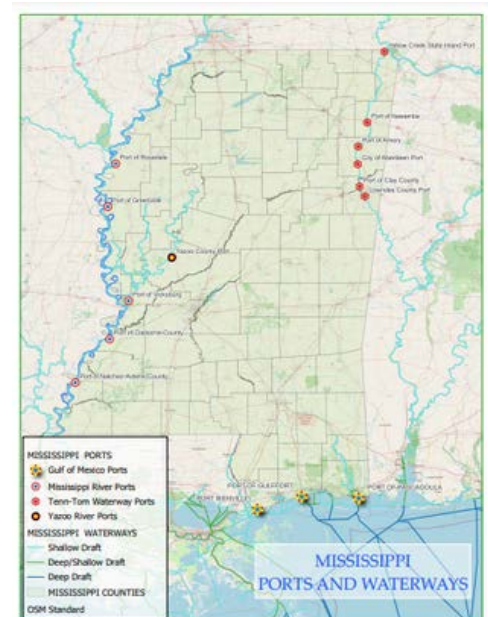 Yellow Creek State Inland Port
Port of Itawamba
Port of Amory
City of Aberdeen Port
Port of Clay County
Lowndes County Port
Port of Rosedale
Port of Greenville
Yazoo County Port
Port of Vicksburg
Port of Claiborne County
Port of Natchez-Adams County
PORT OF GULFPORT
PORT OF PASCAGOULA
PORT BIENVILLE
MISSISSIPPI PORTS
Gulf of Mexico Ports
Mississippi River Ports
Tenn-Tom Waterway Ports
Yazoo River Ports
MISSISSIPPI WATERWAYS
Shallow Draft
Deep/Shallow Draft
Deep Draft
MISSISSIPPI COUNTIES
OSM Standard
MISSISSIPPI
PORTS AND WATERWAYS